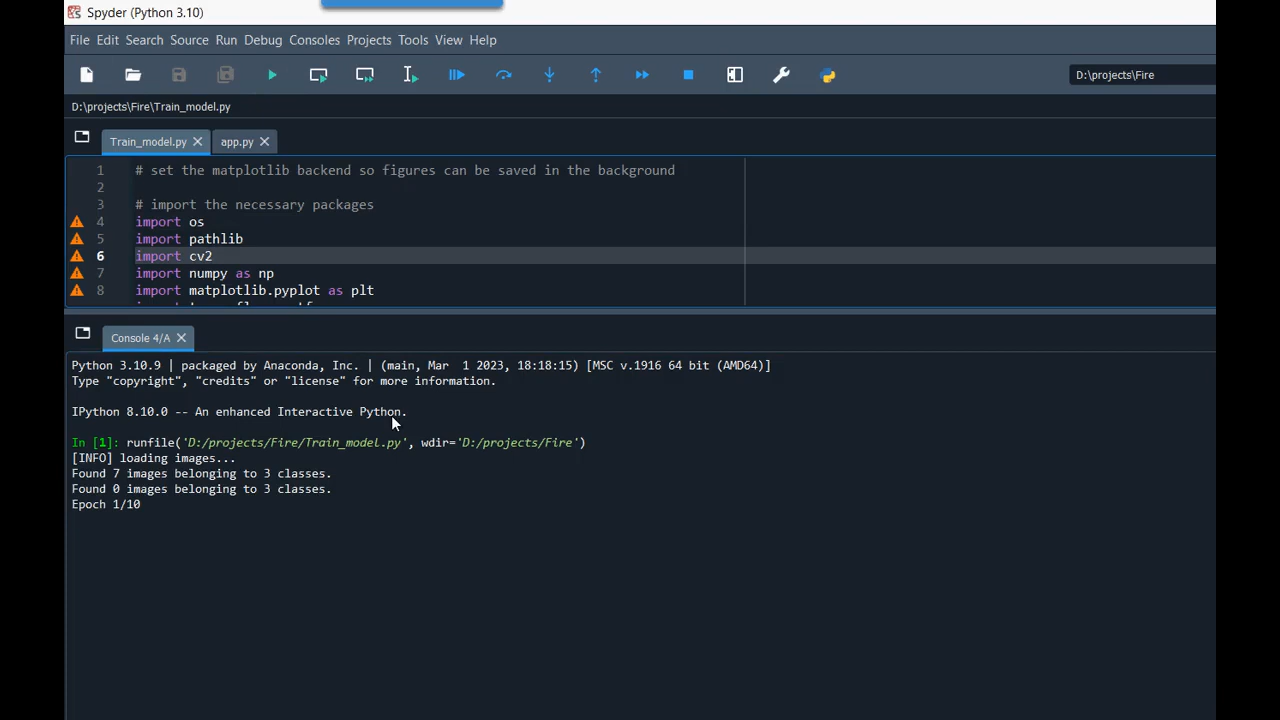 Spyder (Python 3.10)
File Edit Search Source Run Debug Consoles Projects Tools View Help
D:\projects\Fire
D:\projects\Fire\Train_model.py
Train_model.py app.py
1 # set the matplotlib backend so figures can be saved in the background
2
3 # import the necessary packages
4 import os
5 import pathlib
6 import cv2
7 import numpy as np
8 import matplotlib.pyplot as plt
Console 4/A
Python 3.10.9 | packaged by Anaconda, Inc. | (main, Mar  1 2023, 18:18:15) [MSC v.1916 64 bit (AMD64)]
Type "copyright", "credits" or "license" for more information.
IPython 8.10.0 -- An enhanced Interactive Python.
In [1]: runfile('D:/projects/Fire/Train_model.py', wdir='D:/projects/Fire')
[INFO] loading images...
Found 7 images belonging to 3 classes.
Found 0 images belonging to 3 classes.
Epoch 1/10